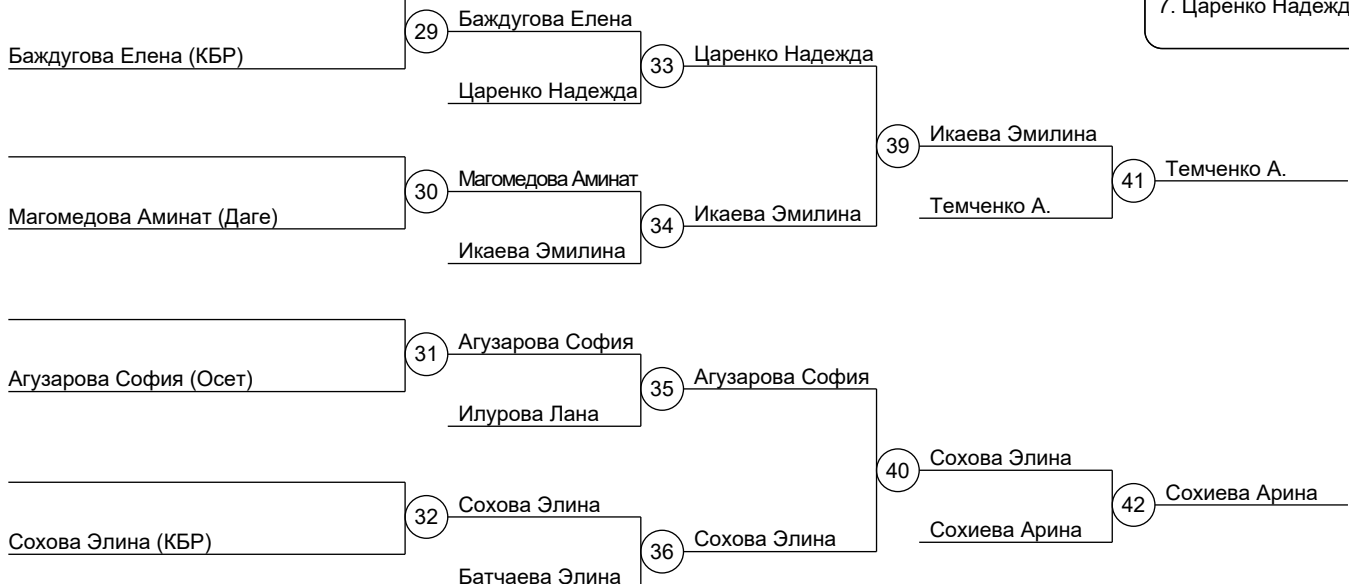 7. Царенко Надежд
29
Баждугова Елена
Баждугова Елена (КБР)
33
Царенко Надежда
Царенко Надежда
39
Икаева Эмилина
41
Темченко А.
30
Магомедова Аминат
Магомедова Аминат (Даге)
34
Икаева Эмилина
Темченко А.
Икаева Эмилина
31
Агузарова София
Агузарова София (Осет)
35
Агузарова София
Илурова Лана
40
Сохова Элина
42
Сохиева Арина
32
Сохова Элина
Сохова Элина (КБР)
36
Сохова Элина
Сохиева Арина
Батчаева Элина